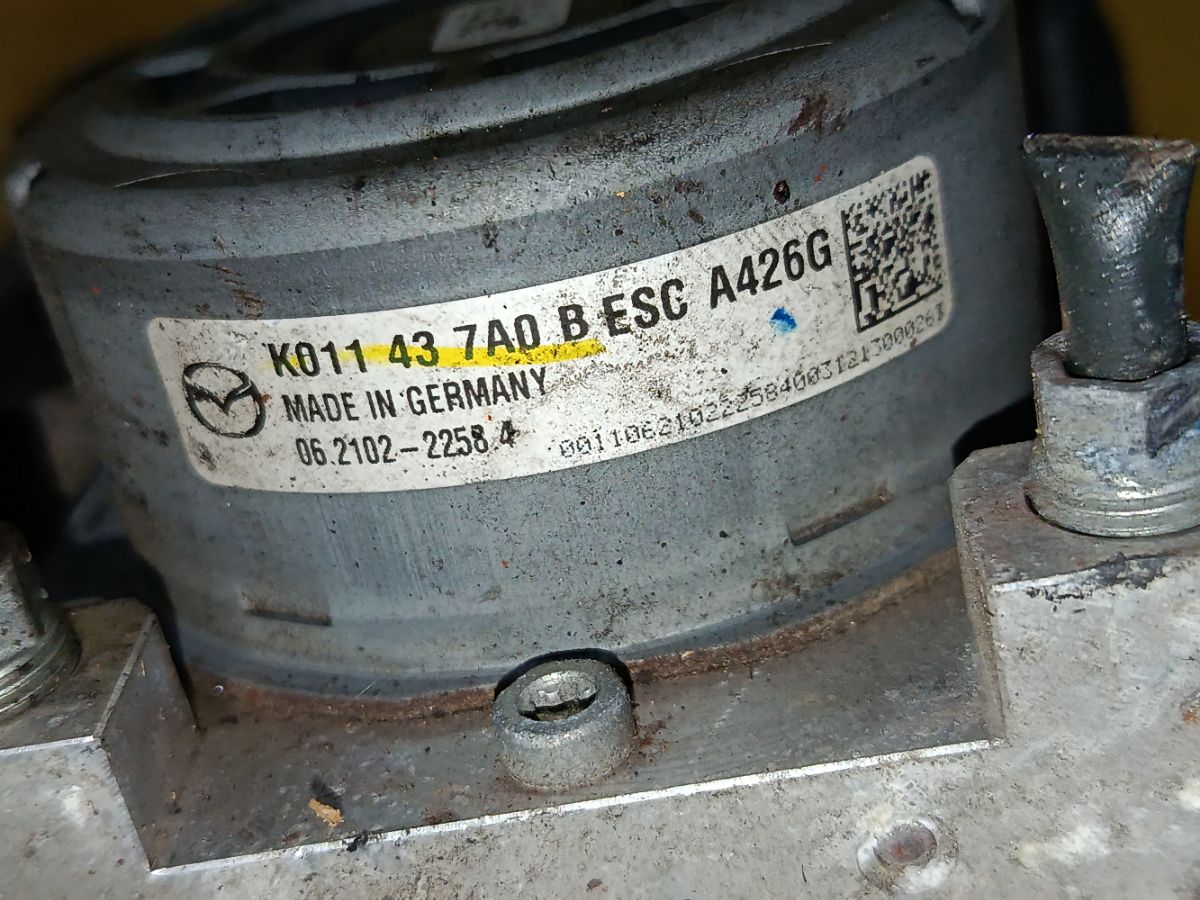 K011 43 7A0 B ESC A426G
MADE IN GERMANY
06.2102-2258.4